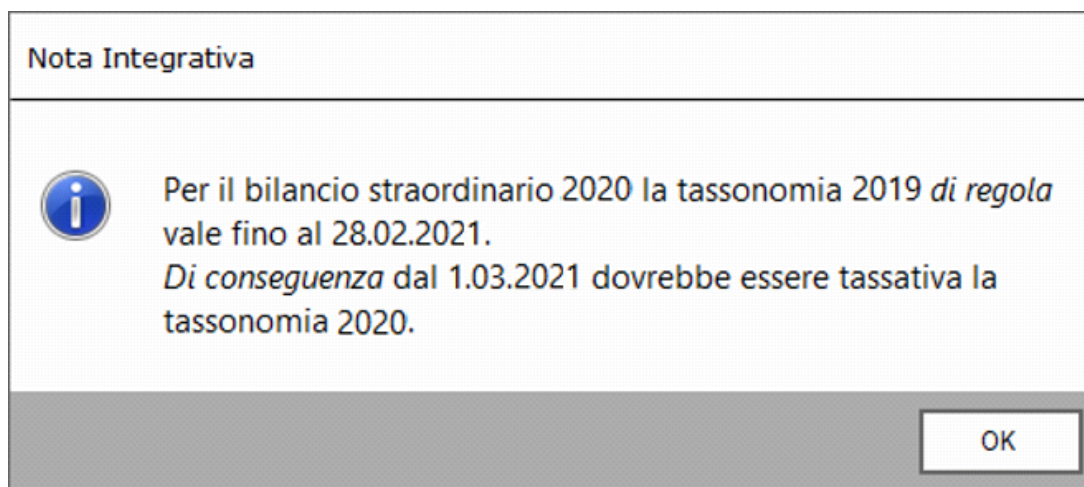 Nota Integrativa
Per il bilancio straordinario 2020 la tassonomia 2019 di regola
vale fino al 28.02.2021.
Di conseguenza dal 1.03.2021 dovrebbe essere tassativa la
tassonomia 2020.
OK